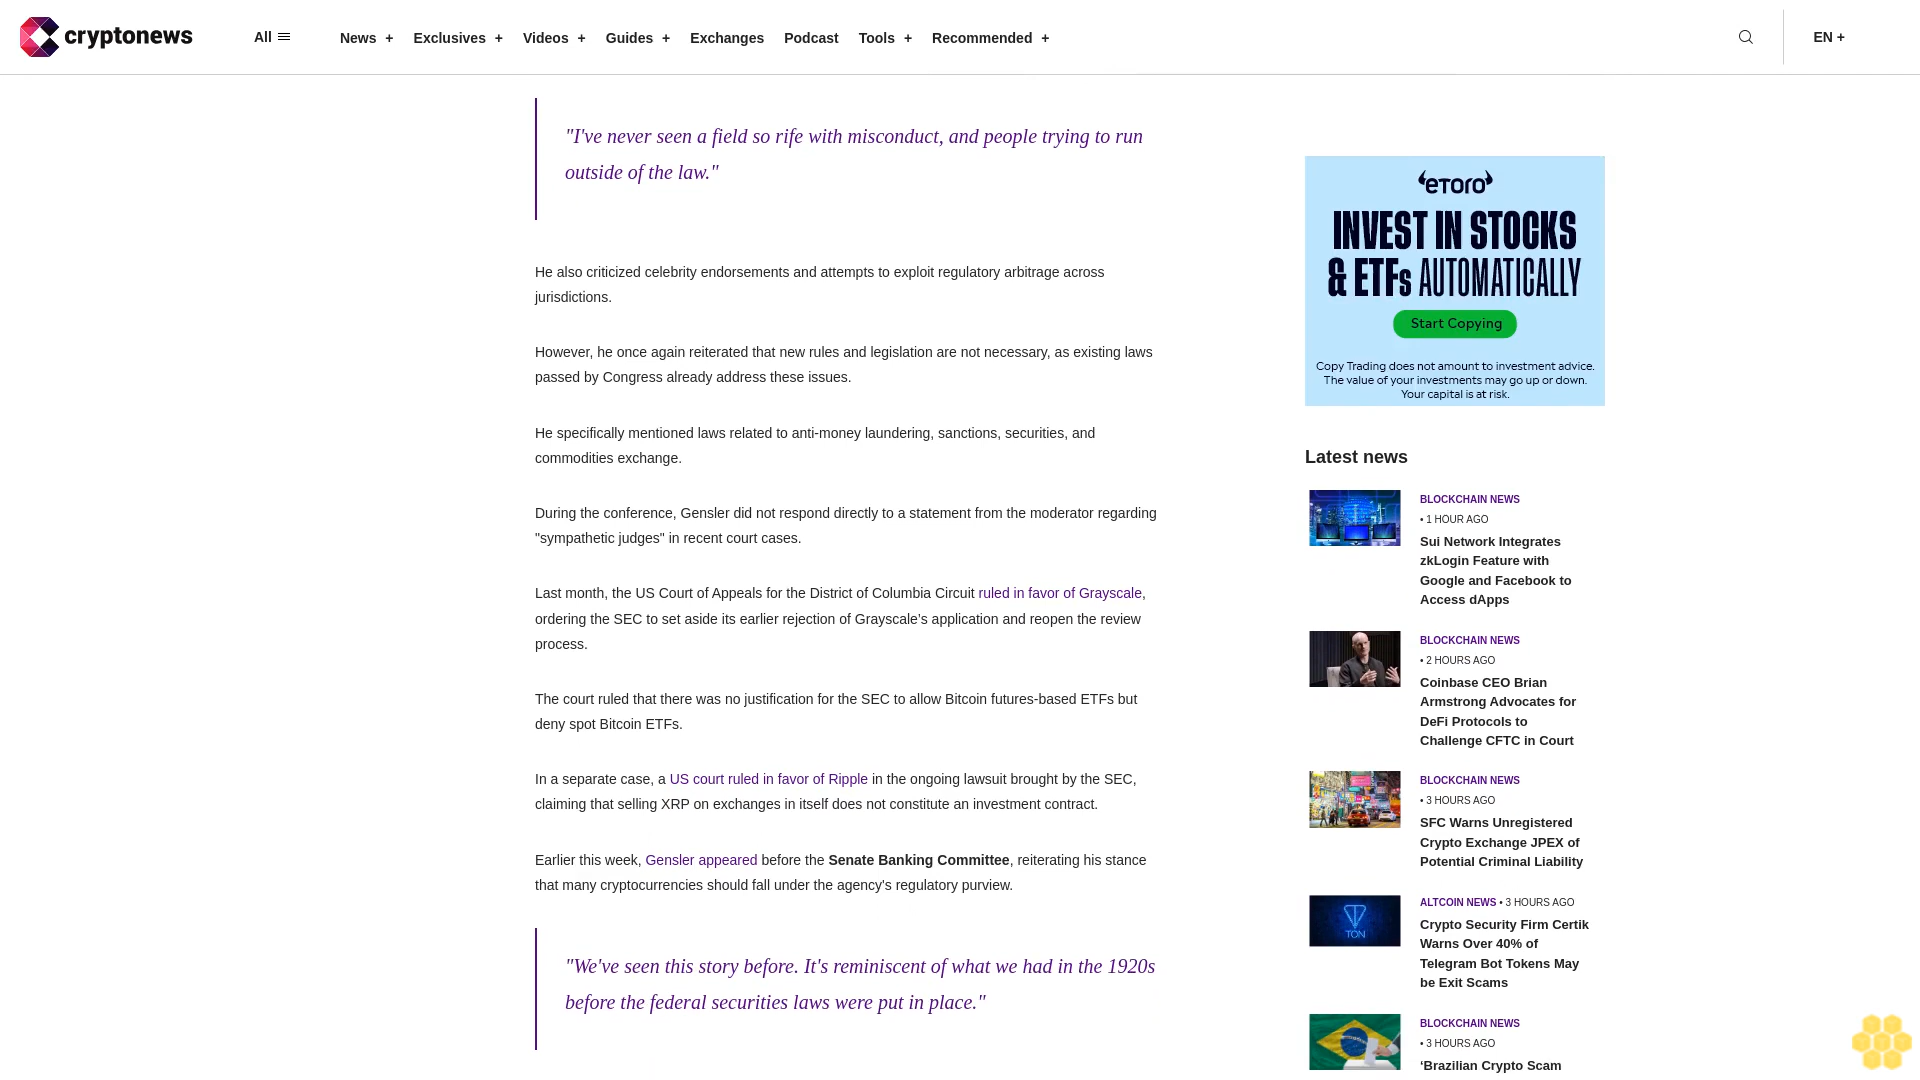 cryptonews
All
News +
Exclusives +
Videos +
Guides +
Exchanges
Podcast
Tools +
Recommended +
EN +
"I've never seen a field so rife with misconduct, and people trying to run
outside of the law."
He also criticized celebrity endorsements and attempts to exploit regulatory arbitrage across
jurisdictions.
However, he once again reiterated that new rules and legislation are not necessary, as existing laws
passed by Congress already address these issues.
He specifically mentioned laws related to anti-money laundering, sanctions, securities, and
commodities exchange.
During the conference, Gensler did not respond directly to a statement from the moderator regarding
"sympathetic judges" in recent court cases.
Last month, the US Court of Appeals for the District of Columbia Circuit ruled in favor of Grayscale,
ordering the SEC to set aside its earlier rejection of Grayscale's application and reopen the review
process.
The court ruled that there was no justification for the SEC to allow Bitcoin futures-based ETFs but
deny spot Bitcoin ETFs.
In a separate case, a US court ruled in favor of Ripple in the ongoing lawsuit brought by the SEC,
claiming that selling XRP on exchanges in itself does not constitute an investment contract.
Earlier this week, Gensler appeared before the Senate Banking Committee, reiterating his stance
that many cryptocurrencies should fall under the agency's regulatory purview.
"We've seen this story before. It's reminiscent of what we had in the 1920s
before the federal securities laws were put in place."
eTORO
INVEST IN STOCKS
& ETFs AUTOMATICALLY
Start Copying
Copy Trading does not amount to investment advice.
The value of your investments may go up or down.
Your capital is at risk.
Latest news
BLOCKCHAIN NEWS
• 1 HOUR AGO
Sui Network Integrates
zkLogin Feature with
Google and Facebook to
Access dApps
BLOCKCHAIN NEWS
• 2 HOURS AGO
Coinbase CEO Brian
Armstrong Advocates for
DeFi Protocols to
Challenge CFTC in Court
BLOCKCHAIN NEWS
• 3 HOURS AGO
SFC Warns Unregistered
Crypto Exchange JPEX of
Potential Criminal Liability
TON
ALTCOIN NEWS • 3 HOURS AGO
Crypto Security Firm Certik
Warns Over 40% of
Telegram Bot Tokens May
be Exit Scams
BLOCKCHAIN NEWS
• 3 HOURS AGO
‘Brazilian Crypto Scam